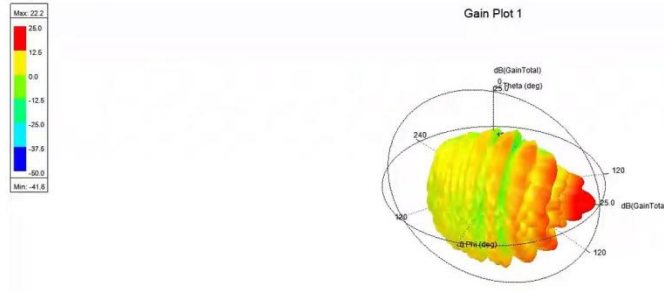 Max: 22.2
25.0
12.5
0.0
-12.5
-25.0
-37.5
-50.0
Min: -41.6
Gain Plot 1
dB(GainTotal)
0
Theta (deg)
25.0
240
120
25.0
dB(GainTota
120
Phi (deg)
120